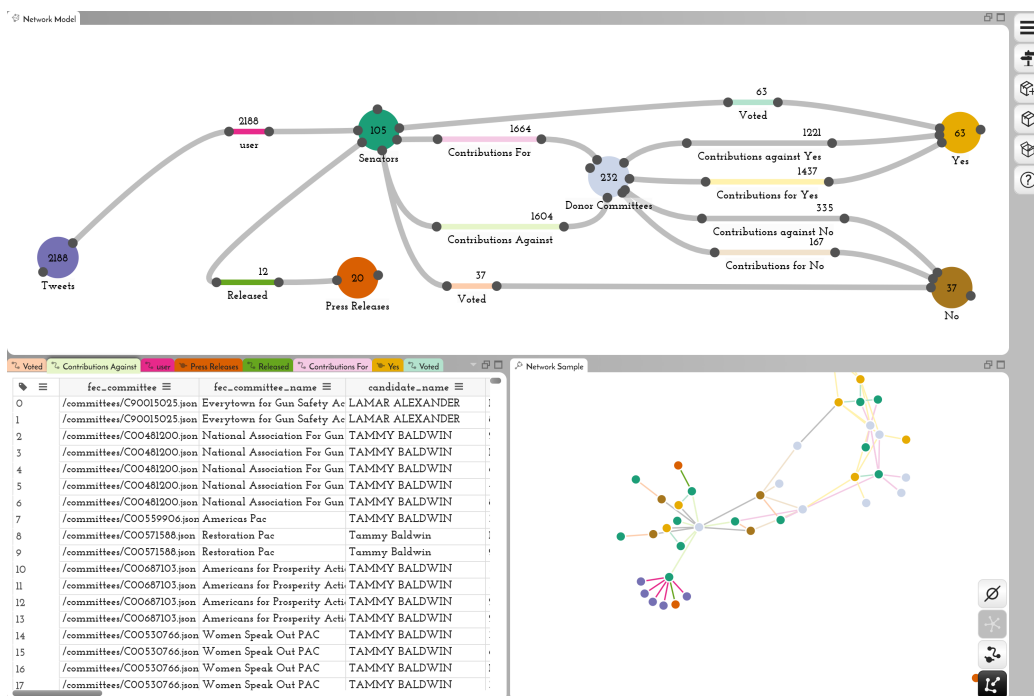 Network Model
63
Voted
2188
user
105
Senators
1664
Contributions For
1221
Contributions against Yes
63
Yes
232
Donor Committees
1437
Contributions for Yes
1604
Contributions Against
335
Contributions against No
167
Contributions for No
2188
Tweets
12
Released
20
Press Releases
37
Voted
37
No
Voted Contributions Against user Press Releases Released Contributions For Yes Voted
fec_committee fec_committee_name candidate_name
0 /committees/C90015025.json Everytown for Gun Safety Ac LAMAR ALEXANDER
1 /committees/C90015025.json Everytown for Gun Safety Ac LAMAR ALEXANDER
2 /committees/C00481200.json National Association For Gun TAMMY BALDWIN
3 /committees/C00481200.json National Association For Gun TAMMY BALDWIN
4 /committees/C00481200.json National Association For Gun TAMMY BALDWIN
5 /committees/C00481200.json National Association For Gun TAMMY BALDWIN
6 /committees/C00481200.json National Association For Gun TAMMY BALDWIN
7 /committees/C00559906.json Americas Pac TAMMY BALDWIN
8 /committees/C00571588.json Restoration Pac Tammy Baldwin
9 /committees/C00571588.json Restoration Pac Tammy Baldwin
10 /committees/C00687103.json Americans for Prosperity Acti TAMMY BALDWIN
11 /committees/C00687103.json Americans for Prosperity Acti TAMMY BALDWIN
12 /committees/C00687103.json Americans for Prosperity Acti TAMMY BALDWIN
13 /committees/C00687103.json Americans for Prosperity Acti TAMMY BALDWIN
14 /committees/C00530766.json Women Speak Out PAC TAMMY BALDWIN
15 /committees/C00530766.json Women Speak Out PAC TAMMY BALDWIN
16 /committees/C00530766.json Women Speak Out PAC TAMMY BALDWIN
17 /committees/C00530766.json Women Speak Out PAC TAMMY BALDWIN
Network Sample